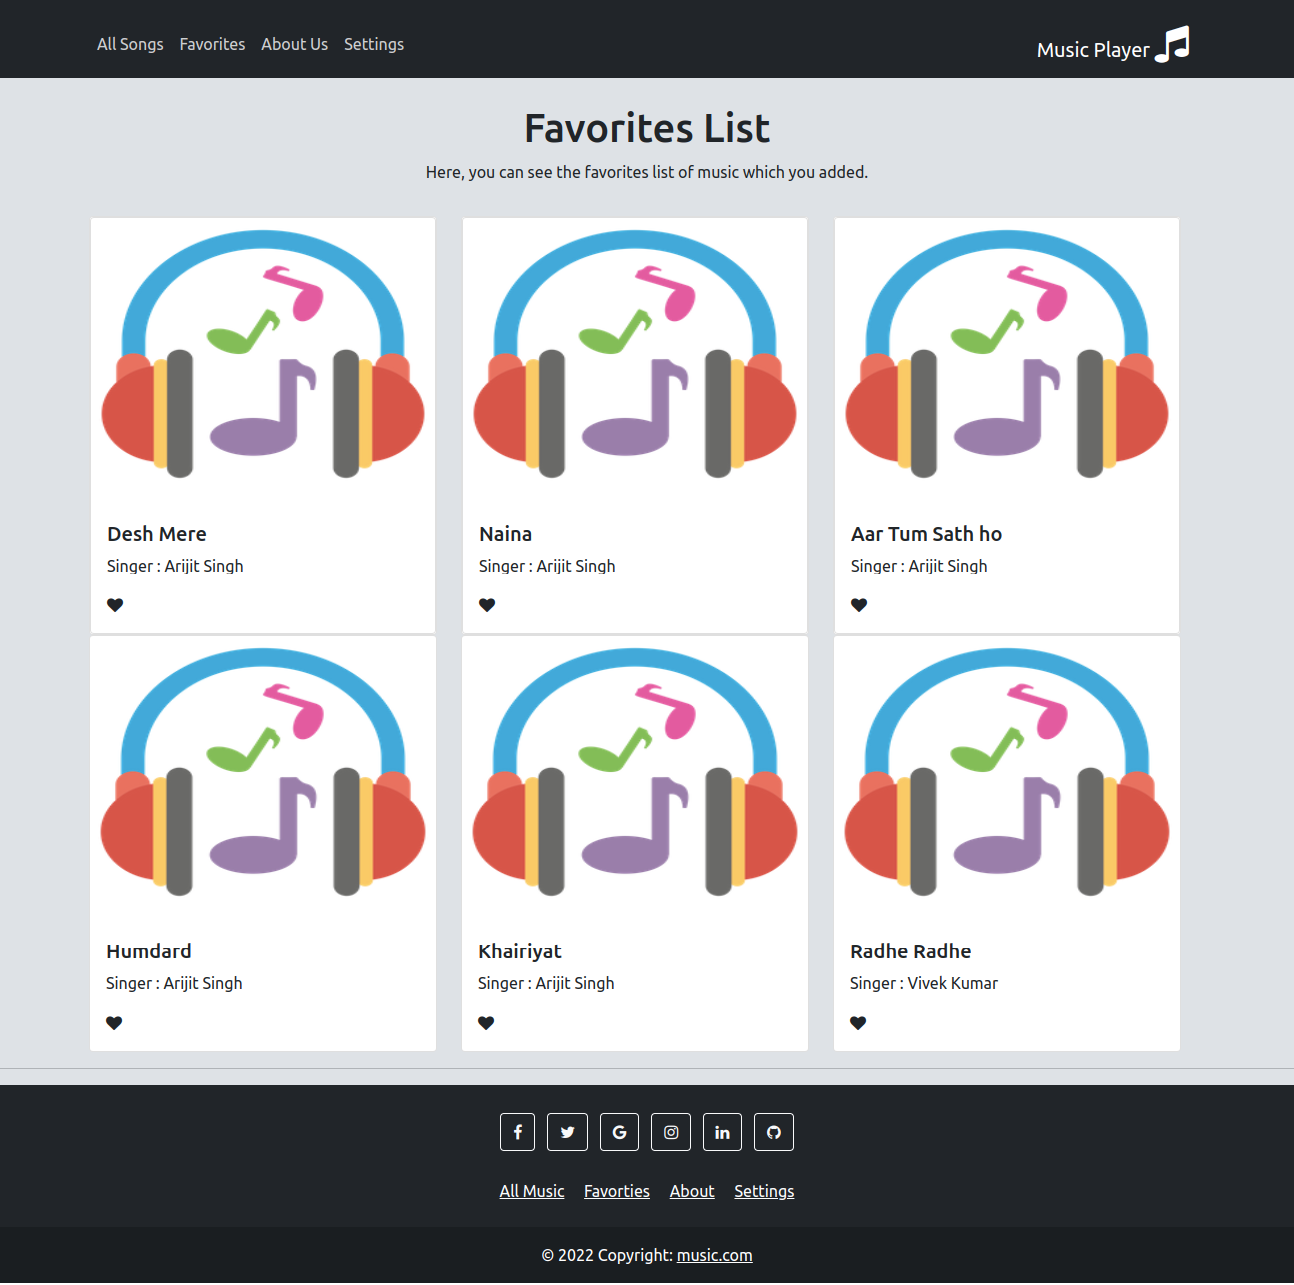 All Songs Favorites About Us Settings
Music Player
Favorites List
Here, you can see the favorites list of music which you added.
Desh Mere
Singer : Arijit Singh
Naina
Singer : Arijit Singh
Aar Tum Sath ho
Singer : Arijit Singh
Humdard
Singer : Arijit Singh
Khairiyat
Singer : Arijit Singh
Radhe Radhe
Singer : Vivek Kumar
All Music Favorties About Settings
© 2022 Copyright: music.com